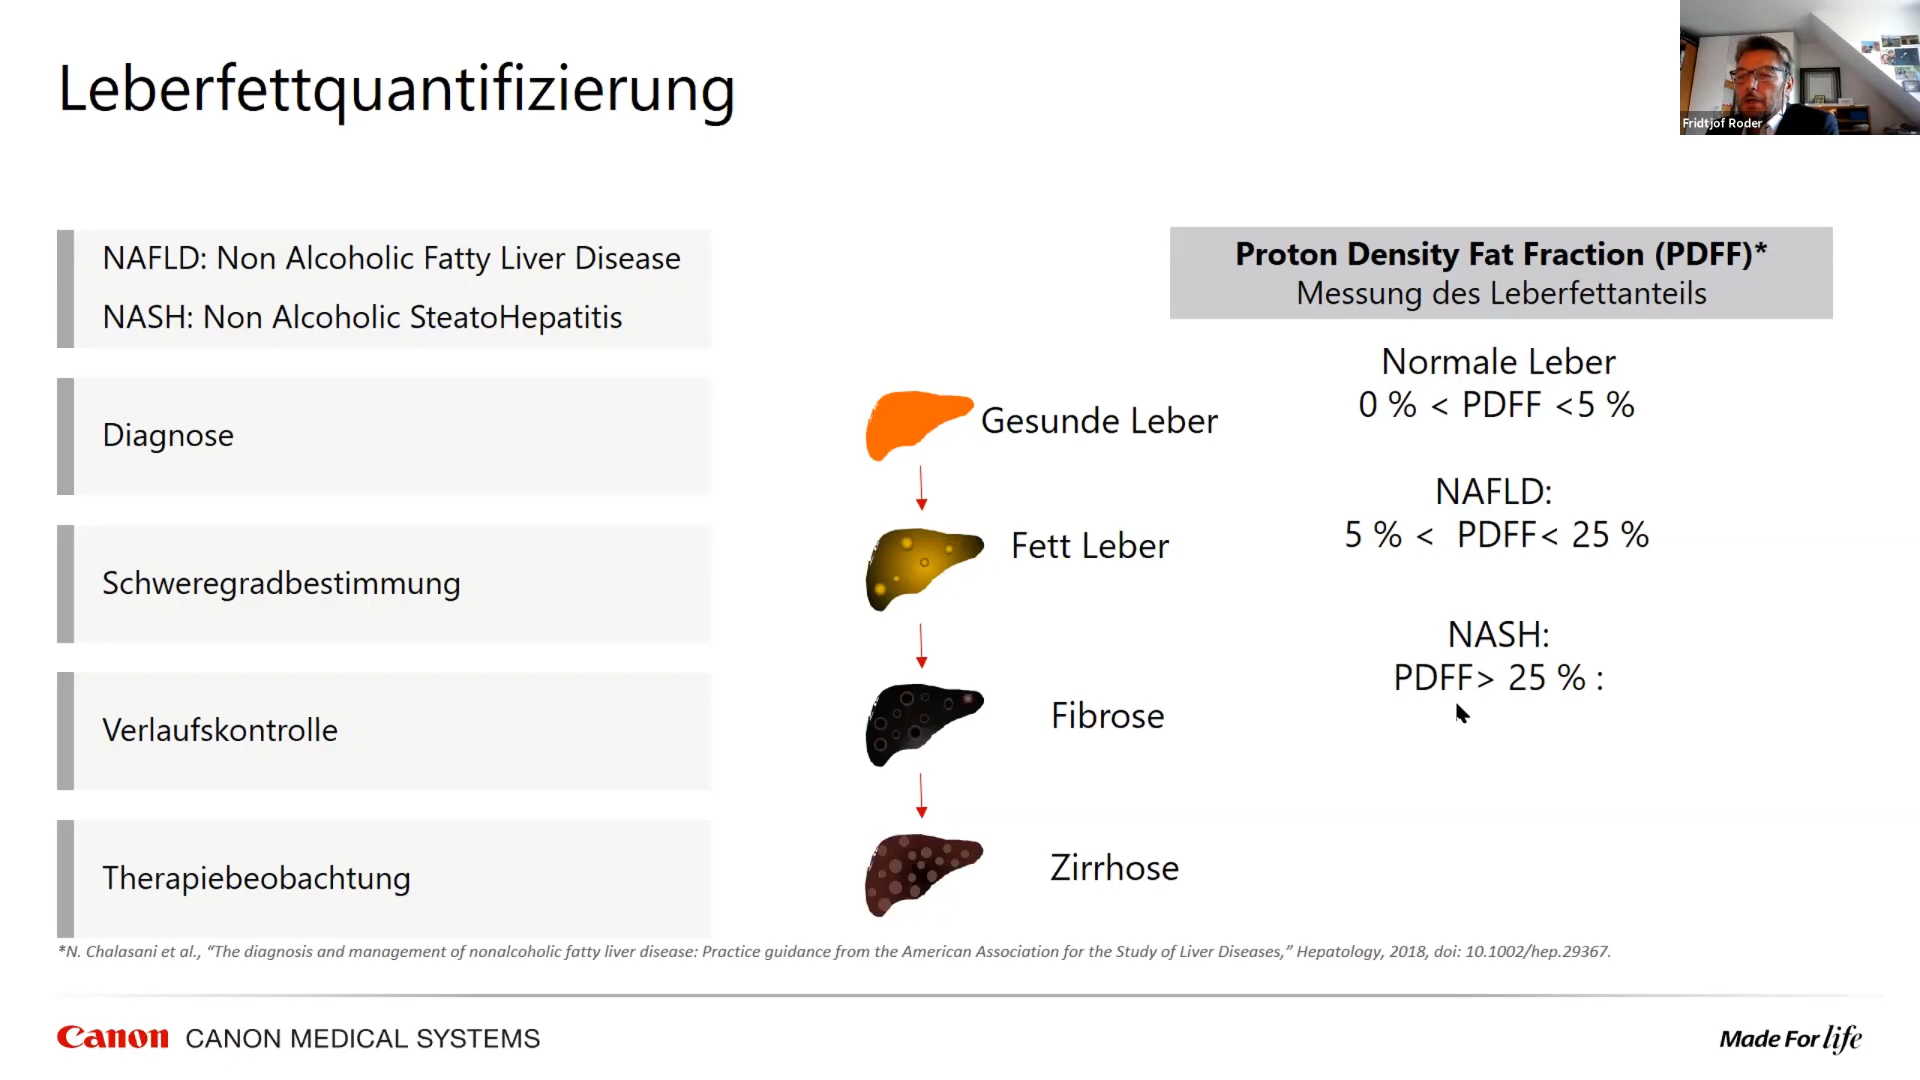 Leberfettquantifizierung
Fridtjof Roder
NAFLD: Non Alcoholic Fatty Liver Disease
NASH: Non Alcoholic SteatoHepatitis
Diagnose
Schweregradbestimmung
Verlaufskontrolle
Therapiebeobachtung
Gesunde Leber
Fett Leber
Fibrose
Zirrhose
Proton Density Fat Fraction (PDFF)*
Messung des Leberfettanteils
Normale Leber
0 % < PDFF <5 %
NAFLD:
5 % <  PDFF< 25 %
NASH:
PDFF> 25 % :
*N. Chalasani et al., “The diagnosis and management of nonalcoholic fatty liver disease: Practice guidance from the American Association for the Study of Liver Diseases,” Hepatology, 2018, doi: 10.1002/hep.29367.
Canon CANON MEDICAL SYSTEMS
Made For life